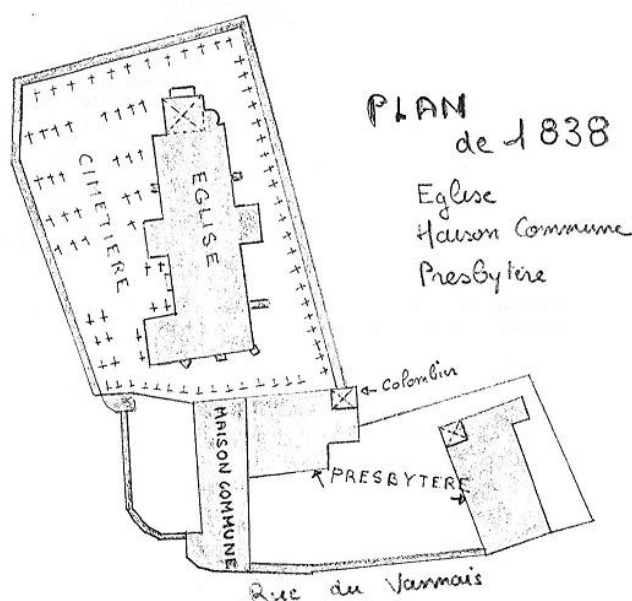 PLAN
de 1838
Eglise
Maison Commune
Presbytère
CIMETIERE
EGLISE
Colombier
MAISON COMMUNE
PRESBYTERE
Rue du Vannais